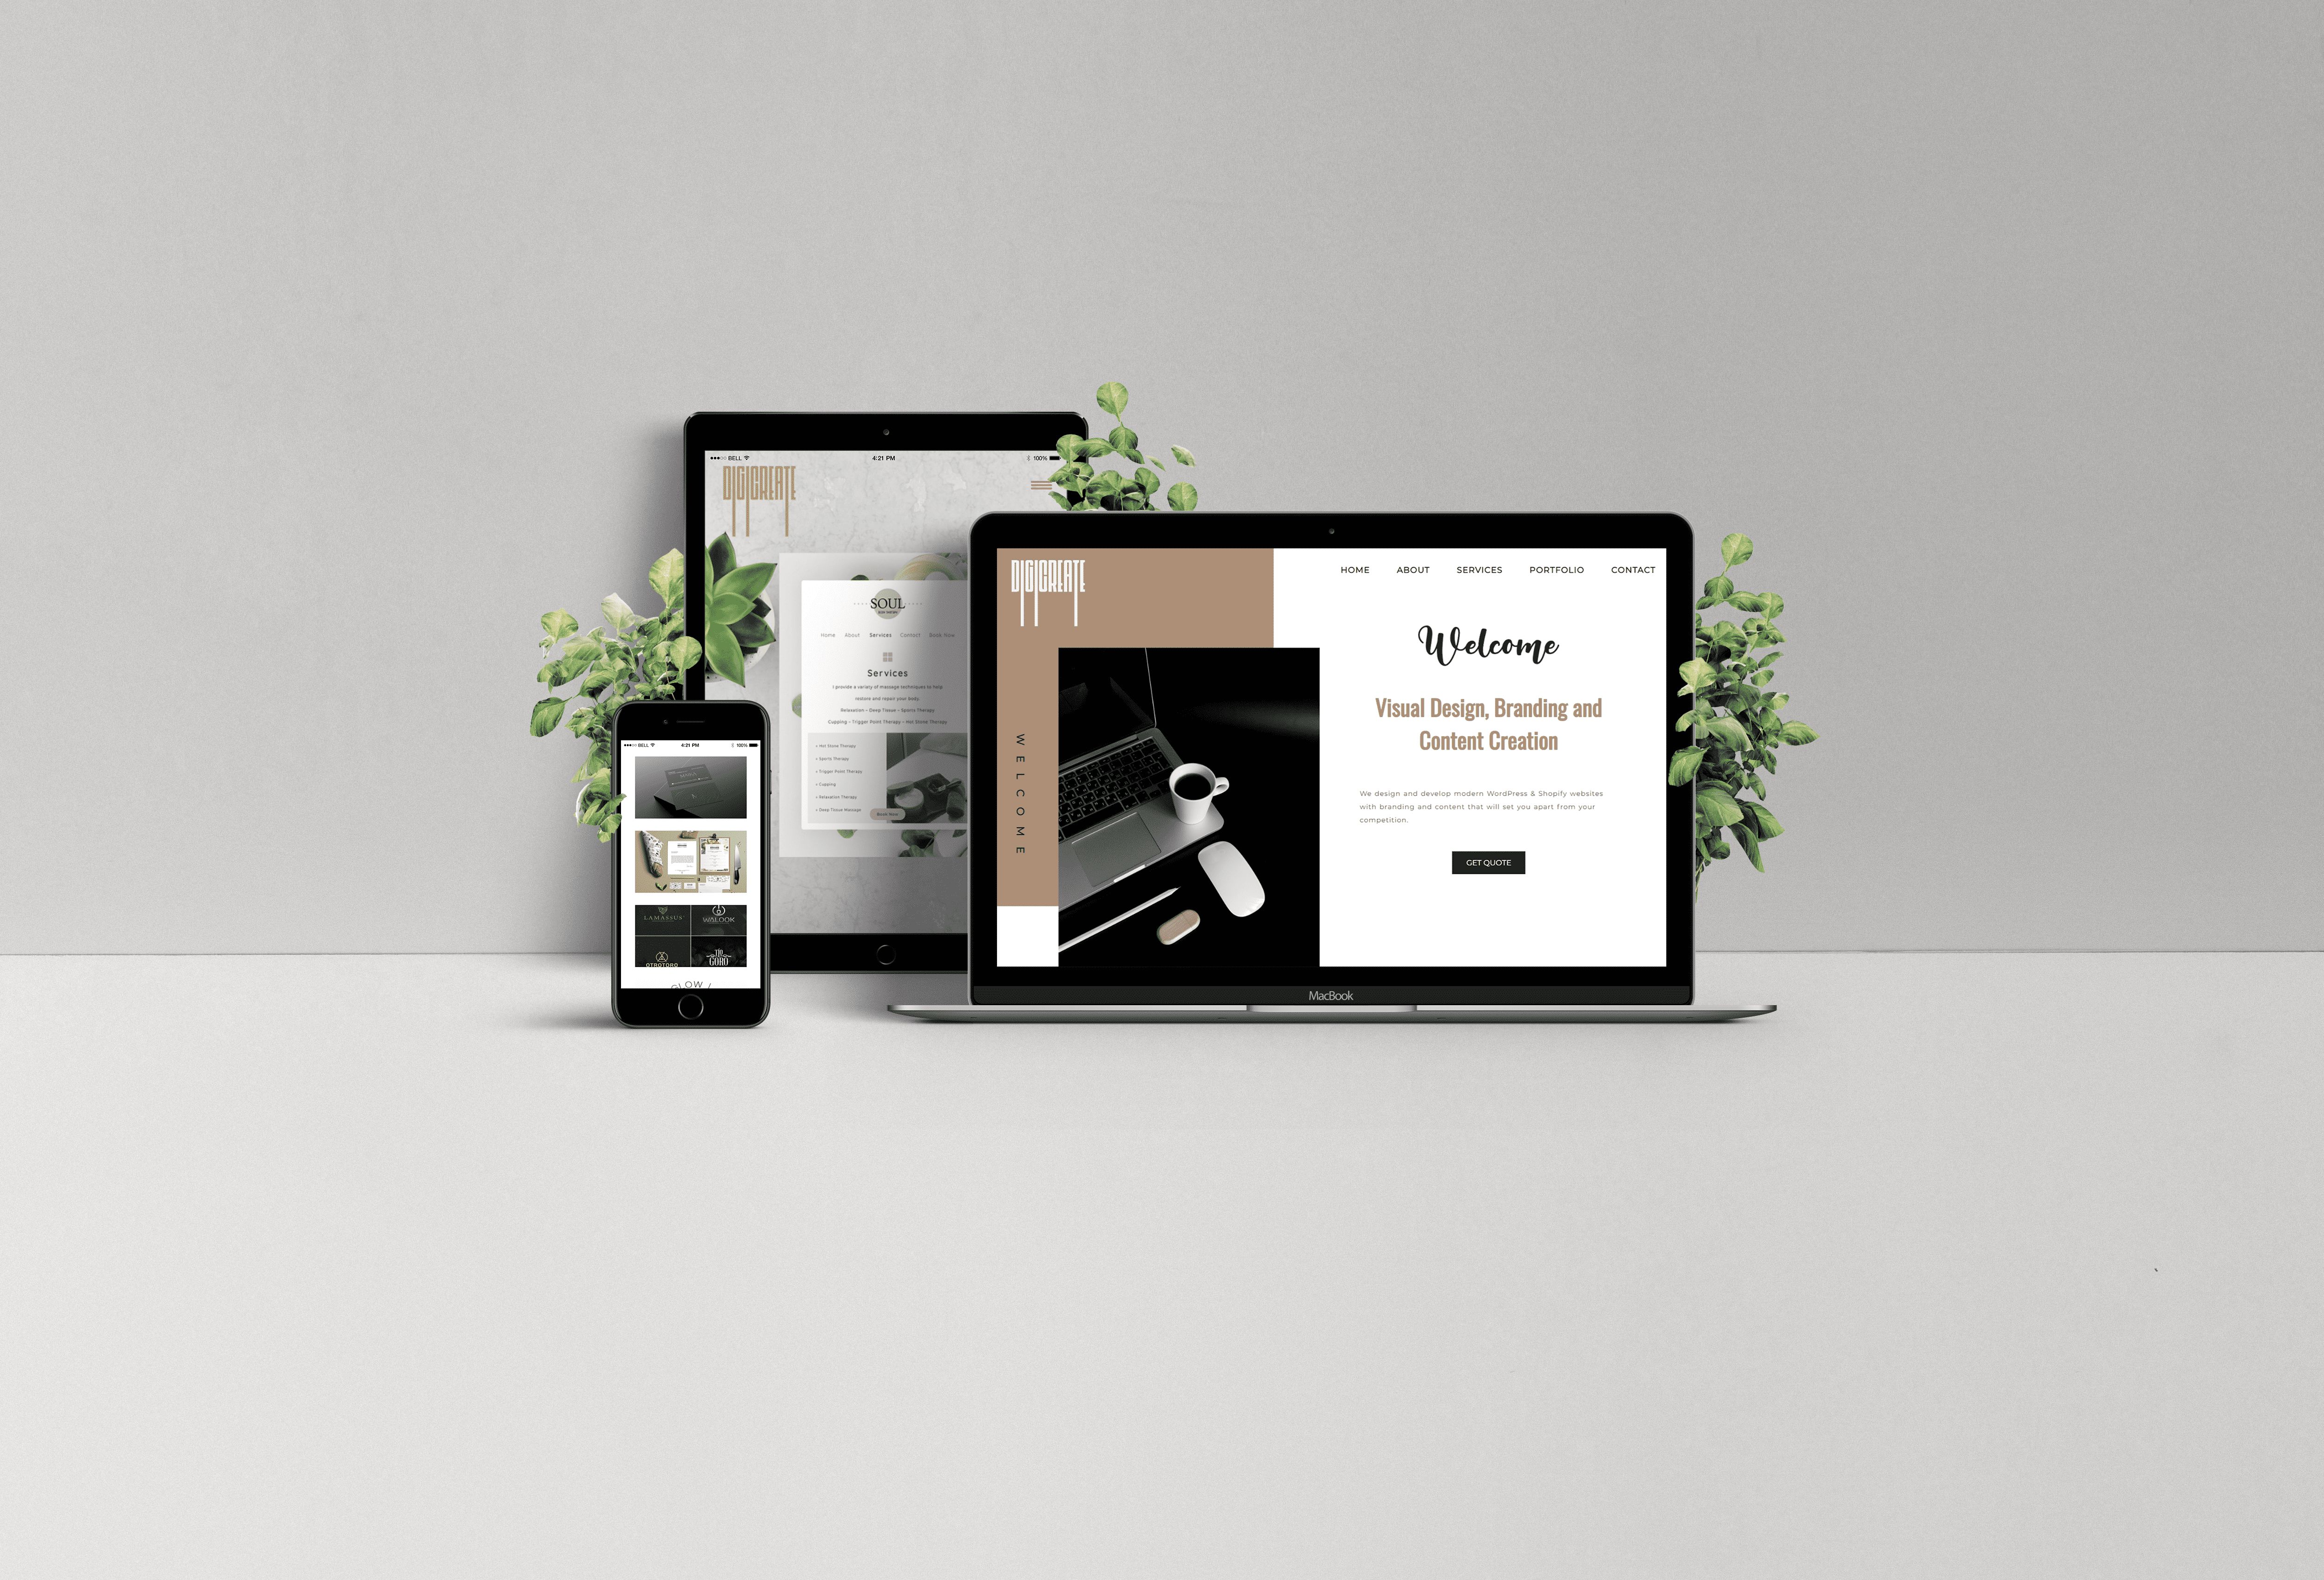 BELL
4:21 PM
100%
DIGICREATE
SOUL
Home About Services Contact Book Now
Services
I provide a variety of massage techniques to help
restore and repair your body.
Relaxation - Deep Tissue - Sports Therapy
Cupping - Trigger Point Therapy - Hot Stone Therapy
+ Hot Stone Therapy
+ Sports Therapy
+ Trigger Point Therapy
+ Cupping
+ Relaxation Therapy
+ Deep Tissue Massage
Book Now
BELL
4:21 PM
100%
LAMASSUS
WALOOK
OTROTORO
GORO
GLOW
DIGICREATE
HOME ABOUT SERVICES PORTFOLIO CONTACT
WELCOME
Welcome
Visual Design, Branding and
Content Creation
We design and develop modern WordPress & Shopify websites
with branding and content that will set you apart from your
competition.
GET QUOTE
MacBook